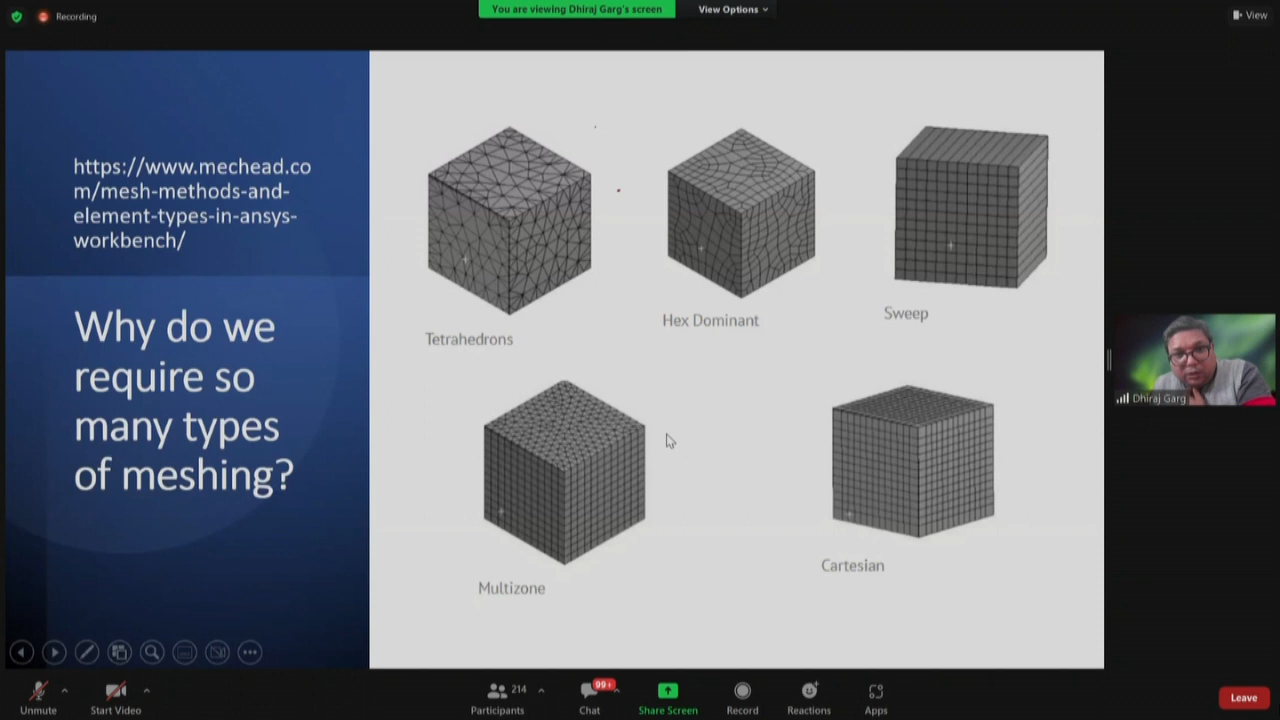 Recording
You are viewing Dhiraj Garg's screen
View Options
View
https://www.mechead.co
m/mesh-methods-and-
element-types-in-ansys-
workbench/
Why do we
require so
many types
of meshing?
Tetrahedrons
Hex Dominant
Sweep
Multizone
Cartesian
Dhiraj Garg
Unmute
Start Video
214
Participants
99+
Chat
Share Screen
Record
Reactions
Apps
Leave